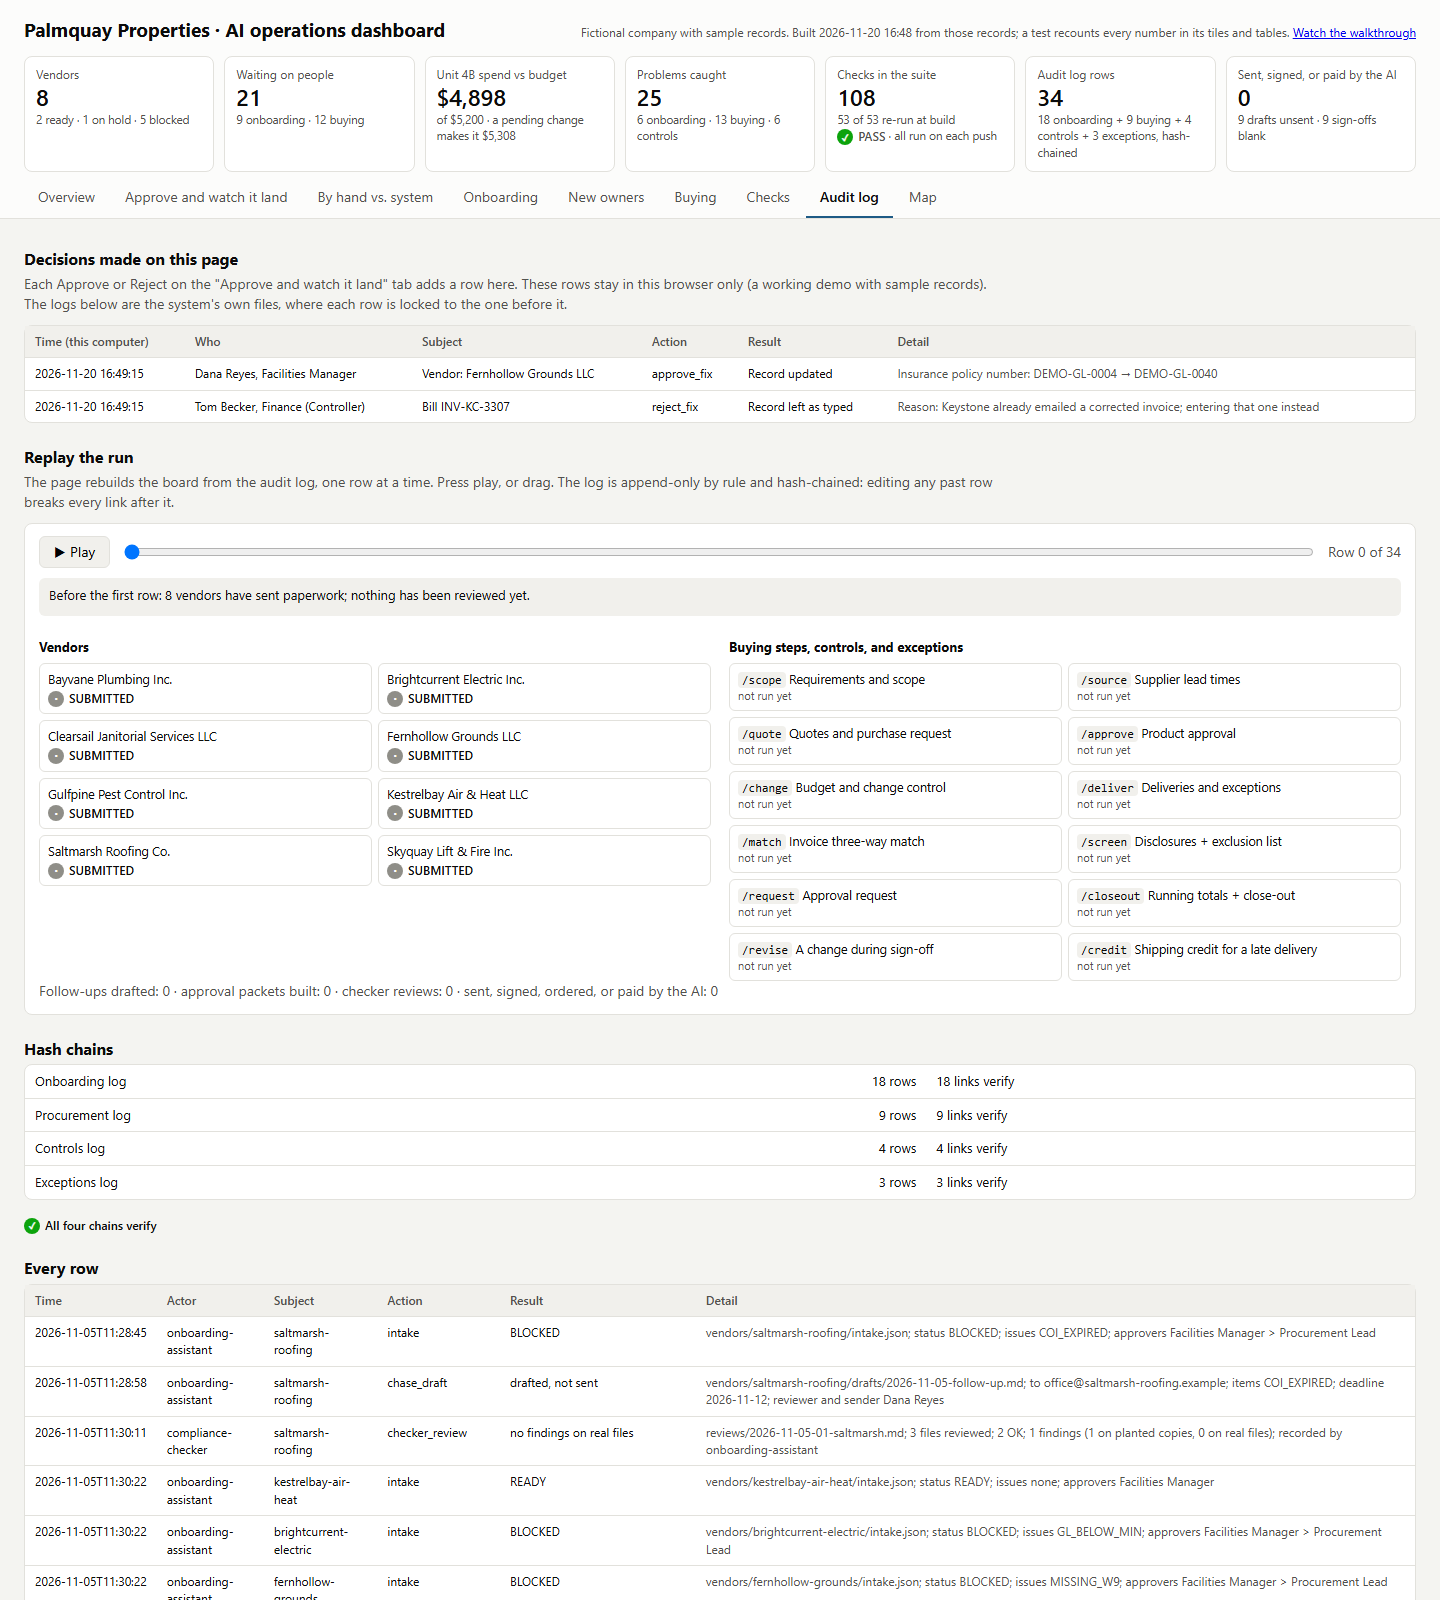 Palmquay Properties · AI operations dashboard
Fictional company with sample records. Built 2026-11-20 16:48 from those records; a test recounts every number in its tiles and tables. Watch the walkthrough
Vendors
8
2 ready · 1 on hold · 5 blocked
Waiting on people
21
9 onboarding · 12 buying
Unit 4B spend vs budget
$4,898
of $5,200 · a pending change
makes it $5,308
Problems caught
25
6 onboarding · 13 buying · 6
controls
Checks in the suite
108
53 of 53 re-run at build
PASS · all run on each push
Audit log rows
34
18 onboarding + 9 buying + 4
controls + 3 exceptions, hash-
chained
Sent, signed, or paid by the AI
0
9 drafts unsent · 9 sign-offs
blank
Overview Approve and watch it land By hand vs. system Onboarding New owners Buying Checks Audit log Map
Decisions made on this page
Each Approve or Reject on the "Approve and watch it land" tab adds a row here. These rows stay in this browser only (a working demo with sample records).
The logs below are the system's own files, where each row is locked to the one before it.
Time (this computer) Who Subject Action Result Detail
2026-11-20 16:49:15 Dana Reyes, Facilities Manager Vendor: Fernhollow Grounds LLC approve_fix Record updated Insurance policy number: DEMO-GL-0004 → DEMO-GL-0040
2026-11-20 16:49:15 Tom Becker, Finance (Controller) Bill INV-KC-3307 reject_fix Record left as typed Reason: Keystone already emailed a corrected invoice; entering that one instead
Replay the run
The page rebuilds the board from the audit log, one row at a time. Press play, or drag. The log is append-only by rule and hash-chained: editing any past row
breaks every link after it.
▶ Play Row 0 of 34
Before the first row: 8 vendors have sent paperwork; nothing has been reviewed yet.
Vendors
Bayvane Plumbing Inc.
SUBMITTED
Brightcurrent Electric Inc.
SUBMITTED
Clearsail Janitorial Services LLC
SUBMITTED
Fernhollow Grounds LLC
SUBMITTED
Gulfpine Pest Control Inc.
SUBMITTED
Kestrelbay Air & Heat LLC
SUBMITTED
Saltmarsh Roofing Co.
SUBMITTED
Skyquay Lift & Fire Inc.
SUBMITTED
Buying steps, controls, and exceptions
/scope Requirements and scope
not run yet
/source Supplier lead times
not run yet
/quote Quotes and purchase request
not run yet
/approve Product approval
not run yet
/change Budget and change control
not run yet
/deliver Deliveries and exceptions
not run yet
/match Invoice three-way match
not run yet
/screen Disclosures + exclusion list
not run yet
/request Approval request
not run yet
/closeout Running totals + close-out
not run yet
/revise A change during sign-off
not run yet
/credit Shipping credit for a late delivery
not run yet
Follow-ups drafted: 0 · approval packets built: 0 · checker reviews: 0 · sent, signed, ordered, or paid by the AI: 0
Hash chains
Onboarding log 18 rows 18 links verify
Procurement log 9 rows 9 links verify
Controls log 4 rows 4 links verify
Exceptions log 3 rows 3 links verify
All four chains verify
Every row
Time Actor Subject Action Result Detail
2026-11-05T11:28:45 onboarding- saltmarsh- intake BLOCKED vendors/saltmarsh-roofing/intake.json; status BLOCKED; issues COI_EXPIRED; approvers Facilities Manager > Procurement Lead
assistant roofing
2026-11-05T11:28:58 onboarding- saltmarsh- chase_draft drafted, not sent vendors/saltmarsh-roofing/drafts/2026-11-05-follow-up.md; to office@saltmarsh-roofing.example; items COI_EXPIRED; deadline
assistant roofing 2026-11-12; reviewer and sender Dana Reyes
2026-11-05T11:30:11 compliance- saltmarsh- checker_review no findings on real files reviews/2026-11-05-01-saltmarsh.md; 3 files reviewed; 2 OK; 1 findings (1 on planted copies, 0 on real files); recorded by
checker roofing onboarding-assistant
2026-11-05T11:30:22 onboarding- kestrelbay-air- intake READY vendors/kestrelbay-air-heat/intake.json; status READY; issues none; approvers Facilities Manager
assistant heat
2026-11-05T11:30:22 onboarding- brightcurrent- intake BLOCKED vendors/brightcurrent-electric/intake.json; status BLOCKED; issues GL_BELOW_MIN; approvers Facilities Manager > Procurement
assistant electric Lead
2026-11-05T11:30:22 onboarding- fernhollow- intake BLOCKED vendors/fernhollow-grounds/intake.json; status BLOCKED; issues MISSING_W9; approvers Facilities Manager > Procurement Lead
assistant grounds